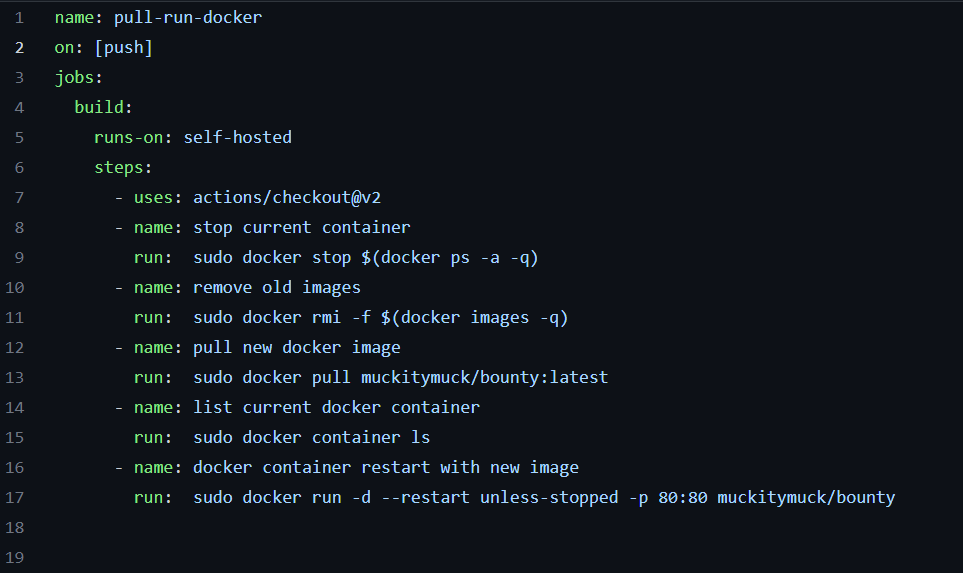 1 name: pull-run-docker
2 on: [push]
3 jobs:
4   build:
5     runs-on: self-hosted
6     steps:
7       - uses: actions/checkout@v2
8       - name: stop current container
9         run:  sudo docker stop $(docker ps -a -q)
10       - name: remove old images
11         run:  sudo docker rmi -f $(docker images -q)
12       - name: pull new docker image
13         run:  sudo docker pull muckitymuck/bounty:latest
14       - name: list current docker container
15         run:  sudo docker container ls
16       - name: docker container restart with new image
17         run:  sudo docker run -d --restart unless-stopped -p 80:80 muckitymuck/bounty
18
19